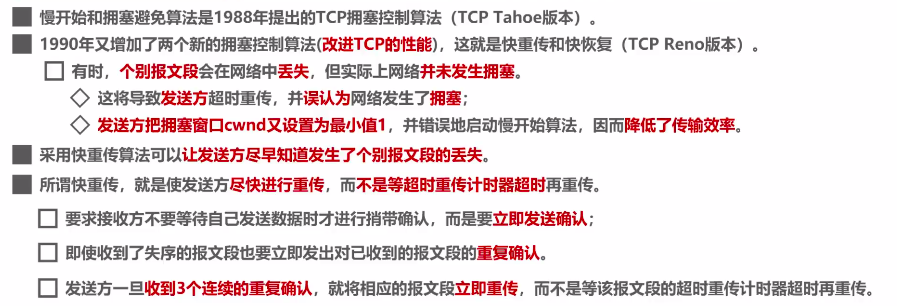 慢开始和拥塞避免算法是1988年提出的TCP拥塞控制算法（TCP Tahoe版本）。
1990年又增加了两个新的拥塞控制算法(改进TCP的性能)，这就是快重传和快恢复（TCP Reno版本）。
有时，个别报文段会在网络中丢失，但实际上网络并未发生拥塞。
这将导致发送方超时重传，并误认为网络发生了拥塞；
发送方把拥塞窗口cwnd又设置为最小值1，并错误地启动慢开始算法，因而降低了传输效率。
采用快重传算法可以让发送方尽早知道发生了个别报文段的丢失。
所谓快重传，就是使发送方尽快进行重传，而不是等超时重传计时器超时再重传。
要求接收方不要等待自己发送数据时才进行捎带确认，而是要立即发送确认；
即使收到了失序的报文段也要立即发出对已收到的报文段的重复确认。
发送方一旦收到3个连续的重复确认，就将相应的报文段立即重传，而不是等该报文段的超时重传计时器超时再重传。